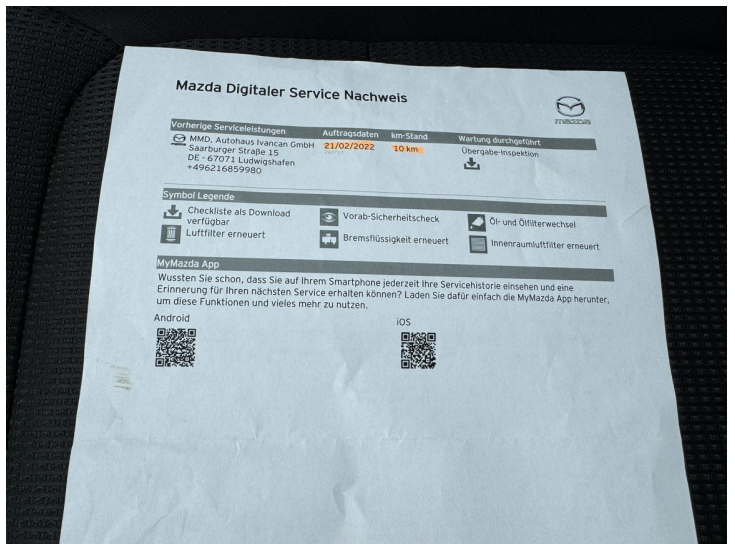 Mazda Digitaler Service Nachweis
mazda
Vorherige Serviceleistungen Auftragsdaten km-Stand Wartung durchgeführt
MMD, Autohaus Ivancan GmbH 21/02/2022 10 km Übergabe-Inspektion
Saarburger Straße 15
DE - 67071 Ludwigshafen
+496216859980
Symbol Legende
Checkliste als Download verfügbar
Vorab-Sicherheitscheck
Öl- und Ölfilterwechsel
Luftfilter erneuert
Bremsflüssigkeit erneuert
Innenraumluftfilter erneuert
MyMazda App
Wussten Sie schon, dass Sie auf Ihrem Smartphone jederzeit Ihre Servicehistorie einsehen und eine
Erinnerung für Ihren nächsten Service erhalten können? Laden Sie dafür einfach die MyMazda App herunter,
um diese Funktionen und vieles mehr zu nutzen.
Android
iOS